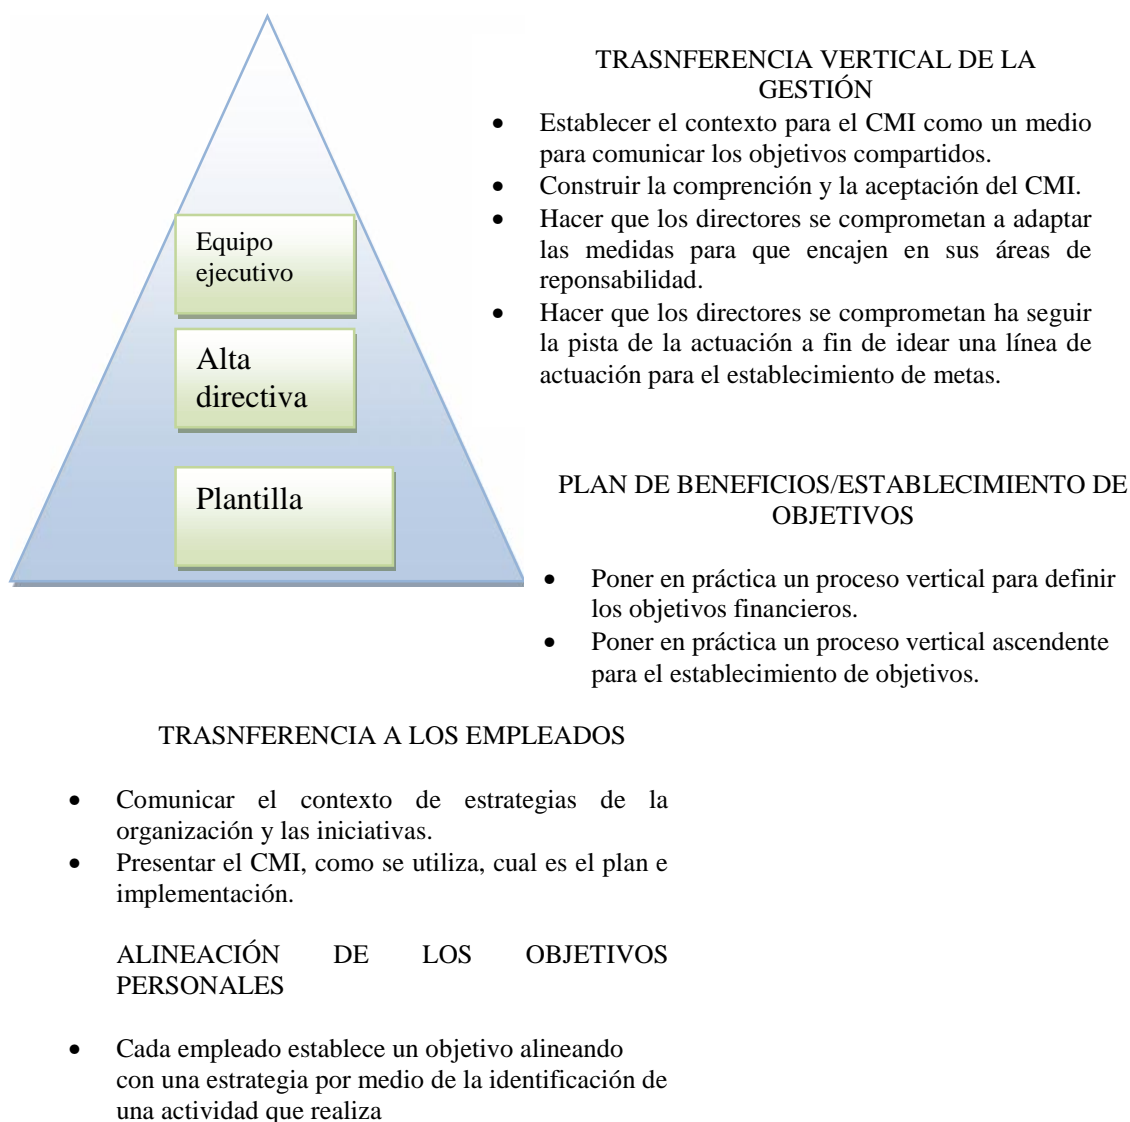 Equipo
ejecutivo
Alta
directiva
Plantilla
TRASNFERENCIA VERTICAL DE LA
GESTIÓN
• Establecer el contexto para el CMI como un medio
para comunicar los objetivos compartidos.
• Construir la comprención y la aceptación del CMI.
• Hacer que los directores se comprometan a adaptar
las medidas para que encajen en sus áreas de
reponsabilidad.
• Hacer que los directores se comprometan ha seguir
la pista de la actuación a fin de idear una línea de
actuación para el establecimiento de metas.
PLAN DE BENEFICIOS/ESTABLECIMIENTO DE
OBJETIVOS
• Poner en práctica un proceso vertical para definir
los objetivos financieros.
• Poner en práctica un proceso vertical ascendente
para el establecimiento de objetivos.
TRASNFERENCIA A LOS EMPLEADOS
• Comunicar el contexto de estrategias de la
organización y las iniciativas.
• Presentar el CMI, como se utiliza, cual es el plan e
implementación.
ALINEACIÓN DE LOS OBJETIVOS
PERSONALES
• Cada empleado establece un objetivo alineando
con una estrategia por medio de la identificación de
una actividad que realiza